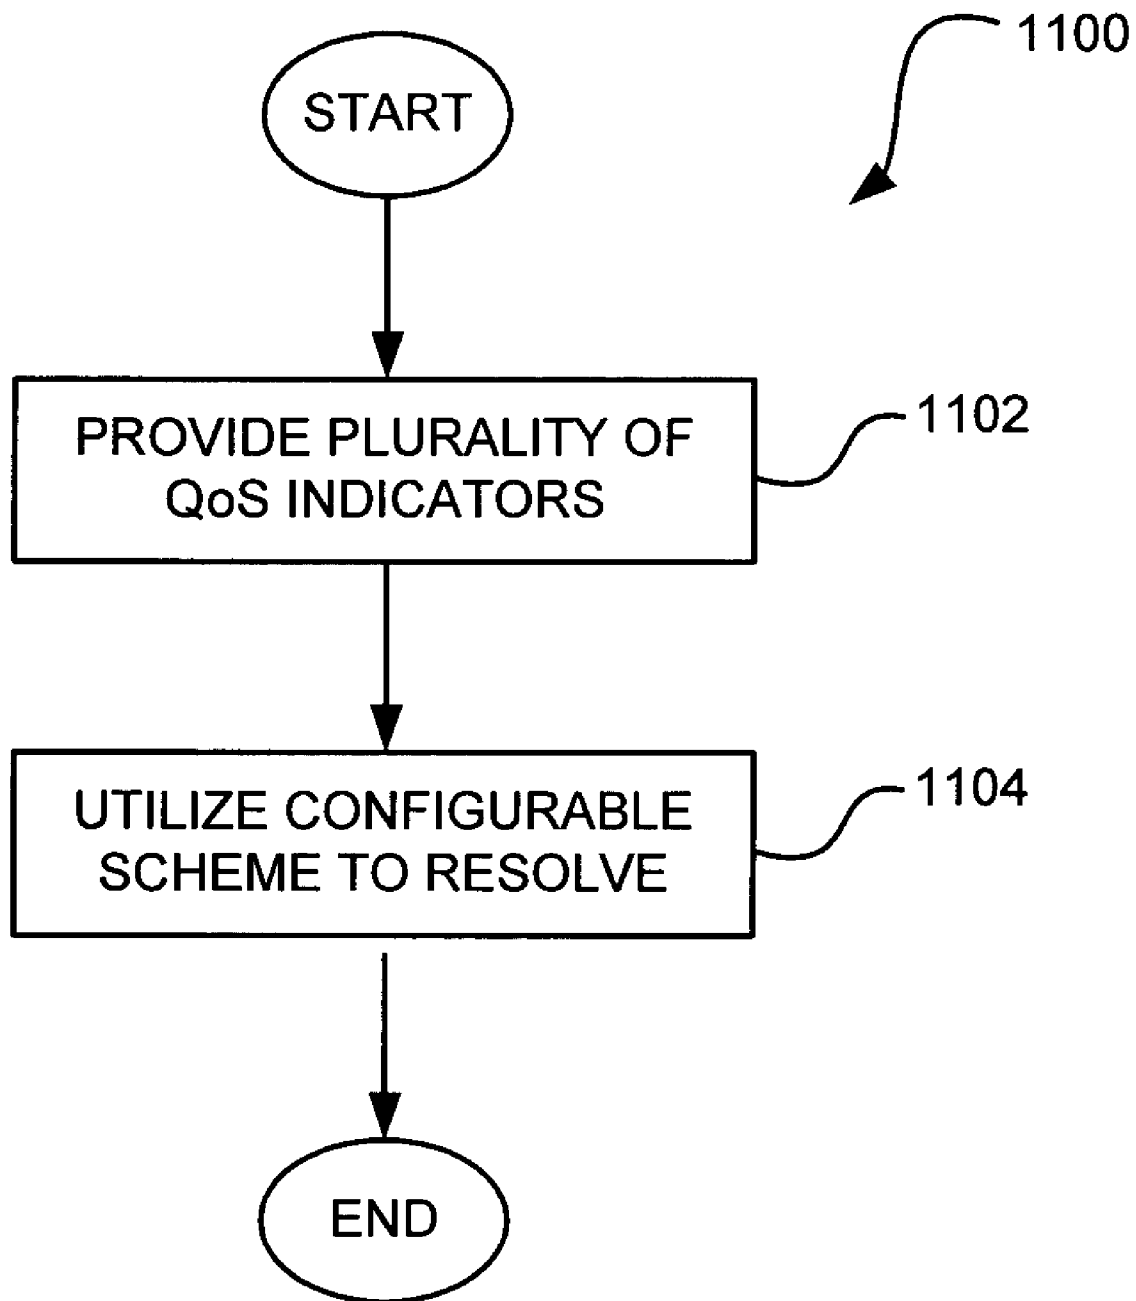 1100
START
PROVIDE PLURALITY OF
QoS INDICATORS
1102
UTILIZE CONFIGURABLE
SCHEME TO RESOLVE
1104
END